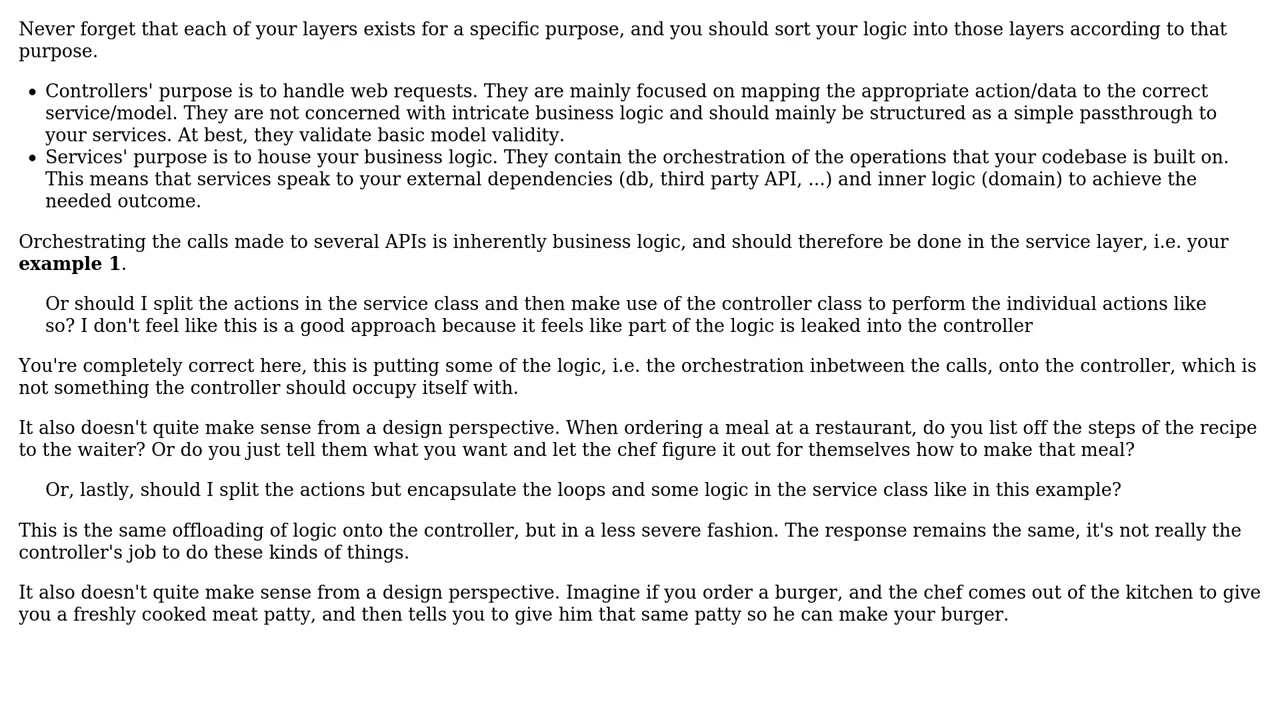 Never forget that each of your layers exists for a specific purpose, and you should sort your logic into those layers according to that
purpose.
• Controllers' purpose is to handle web requests. They are mainly focused on mapping the appropriate action/data to the correct
service/model. They are not concerned with intricate business logic and should mainly be structured as a simple passthrough to
your services. At best, they validate basic model validity.
• Services' purpose is to house your business logic. They contain the orchestration of the operations that your codebase is built on.
This means that services speak to your external dependencies (db, third party API, ...) and inner logic (domain) to achieve the
needed outcome.
Orchestrating the calls made to several APIs is inherently business logic, and should therefore be done in the service layer, i.e. your
example 1.
Or should I split the actions in the service class and then make use of the controller class to perform the individual actions like
so? I don't feel like this is a good approach because it feels like part of the logic is leaked into the controller
You're completely correct here, this is putting some of the logic, i.e. the orchestration inbetween the calls, onto the controller, which is
not something the controller should occupy itself with.
It also doesn't quite make sense from a design perspective. When ordering a meal at a restaurant, do you list off the steps of the recipe
to the waiter? Or do you just tell them what you want and let the chef figure it out for themselves how to make that meal?
Or, lastly, should I split the actions but encapsulate the loops and some logic in the service class like in this example?
This is the same offloading of logic onto the controller, but in a less severe fashion. The response remains the same, it's not really the
controller's job to do these kinds of things.
It also doesn't quite make sense from a design perspective. Imagine if you order a burger, and the chef comes out of the kitchen to give
you a freshly cooked meat patty, and then tells you to give him that same patty so he can make your burger.